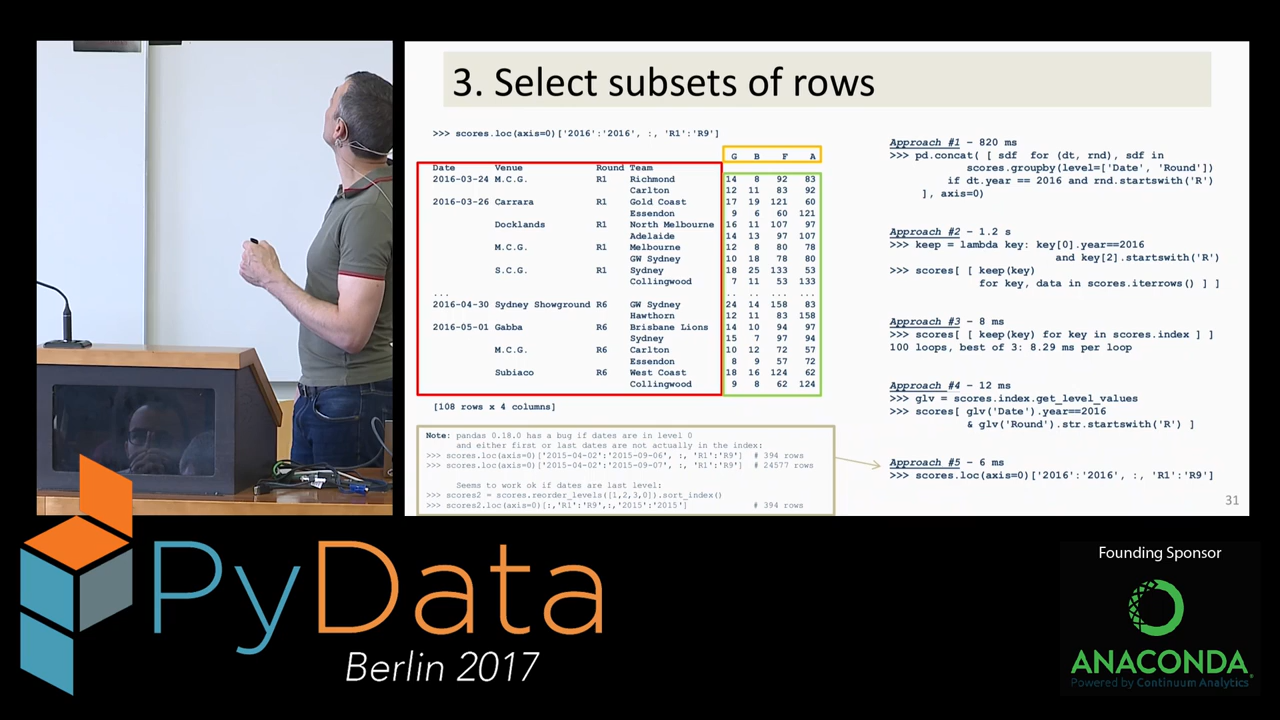 3. Select subsets of rows
>>> scores.loc(axis=0)['2016':'2016', :, 'R1':'R9']
G B F A
Date Venue Round Team
2016-03-24 M.C.G. R1 Richmond 14 8 92 83
Carlton 12 11 83 92
2016-03-26 Carrara R1 Gold Coast 17 19 121 60
Essendon 9 6 60 121
Docklands R1 North Melbourne 16 11 107 97
Adelaide 14 13 97 107
M.C.G. R1 Melbourne 12 8 80 78
GW Sydney 10 18 78 80
S.C.G. R1 Sydney 18 25 133 53
Collingwood 7 11 53 133
... .. .. ... ...
2016-04-30 Sydney Showground R6 GW Sydney 24 14 158 83
Hawthorn 12 11 83 158
2016-05-01 Gabba R6 Brisbane Lions 14 10 94 97
Sydney 15 7 97 94
M.C.G. R6 Carlton 10 12 72 57
Essendon 8 9 57 72
Subiaco R6 West Coast 18 16 124 62
Collingwood 9 8 62 124
[108 rows x 4 columns]
Note: pandas 0.18.0 has a bug if dates are in level 0
and either first or last dates are not actually in the index:
>>> scores.loc(axis=0)['2015-04-02':'2015-09-06', :, 'R1':'R9'] # 394 rows
>>> scores.loc(axis=0)['2015-04-02':'2015-09-07', :, 'R1':'R9'] # 24577 rows
Seems to work ok if dates are last level:
>>> scores2 = scores.reorder_levels([1,2,3,0]).sort_index()
>>> scores2.loc(axis=0)[:,'R1':'R9',:,'2015':'2015'] # 394 rows
Approach #1 - 820 ms
>>> pd.concat( [ sdf for (dt, rnd), sdf in
scores.groupby(level=['Date', 'Round'])
if dt.year == 2016 and rnd.startswith('R')
], axis=0)
Approach #2 - 1.2 s
>>> keep = lambda key: key[0].year==2016
and key[2].startswith('R')
>>> scores[ [ keep(key)
for key, data in scores.iterrows() ] ]
Approach #3 - 8 ms
>>> scores[ [ keep(key) for key in scores.index ] ]
100 loops, best of 3: 8.29 ms per loop
Approach #4 - 12 ms
>>> glv = scores.index.get_level_values
>>> scores[ glv('Date').year==2016
& glv('Round').str.startswith('R') ]
Approach #5 - 6 ms
>>> scores.loc(axis=0)['2016':'2016', :, 'R1':'R9']
31
PyData
Berlin 2017
Founding Sponsor
ANACONDA
Powered by Continuum Analytics